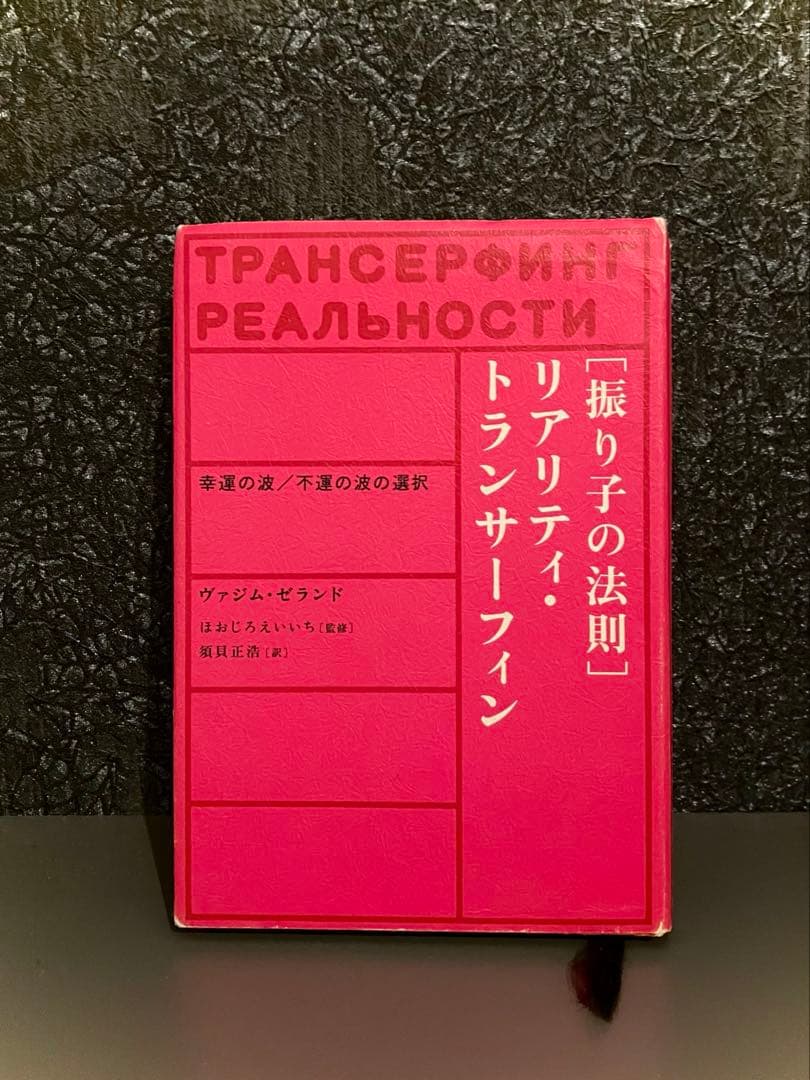 ТРАНСЕРФИНГ
РЕАЛЬНОСТИ
[振り子の法則]
リアリティ・
トランサーフィン
幸運の波／不運の波の選択
ヴァジム・ゼランド
ほおじろえいいち[監修]
須貝正浩[訳]